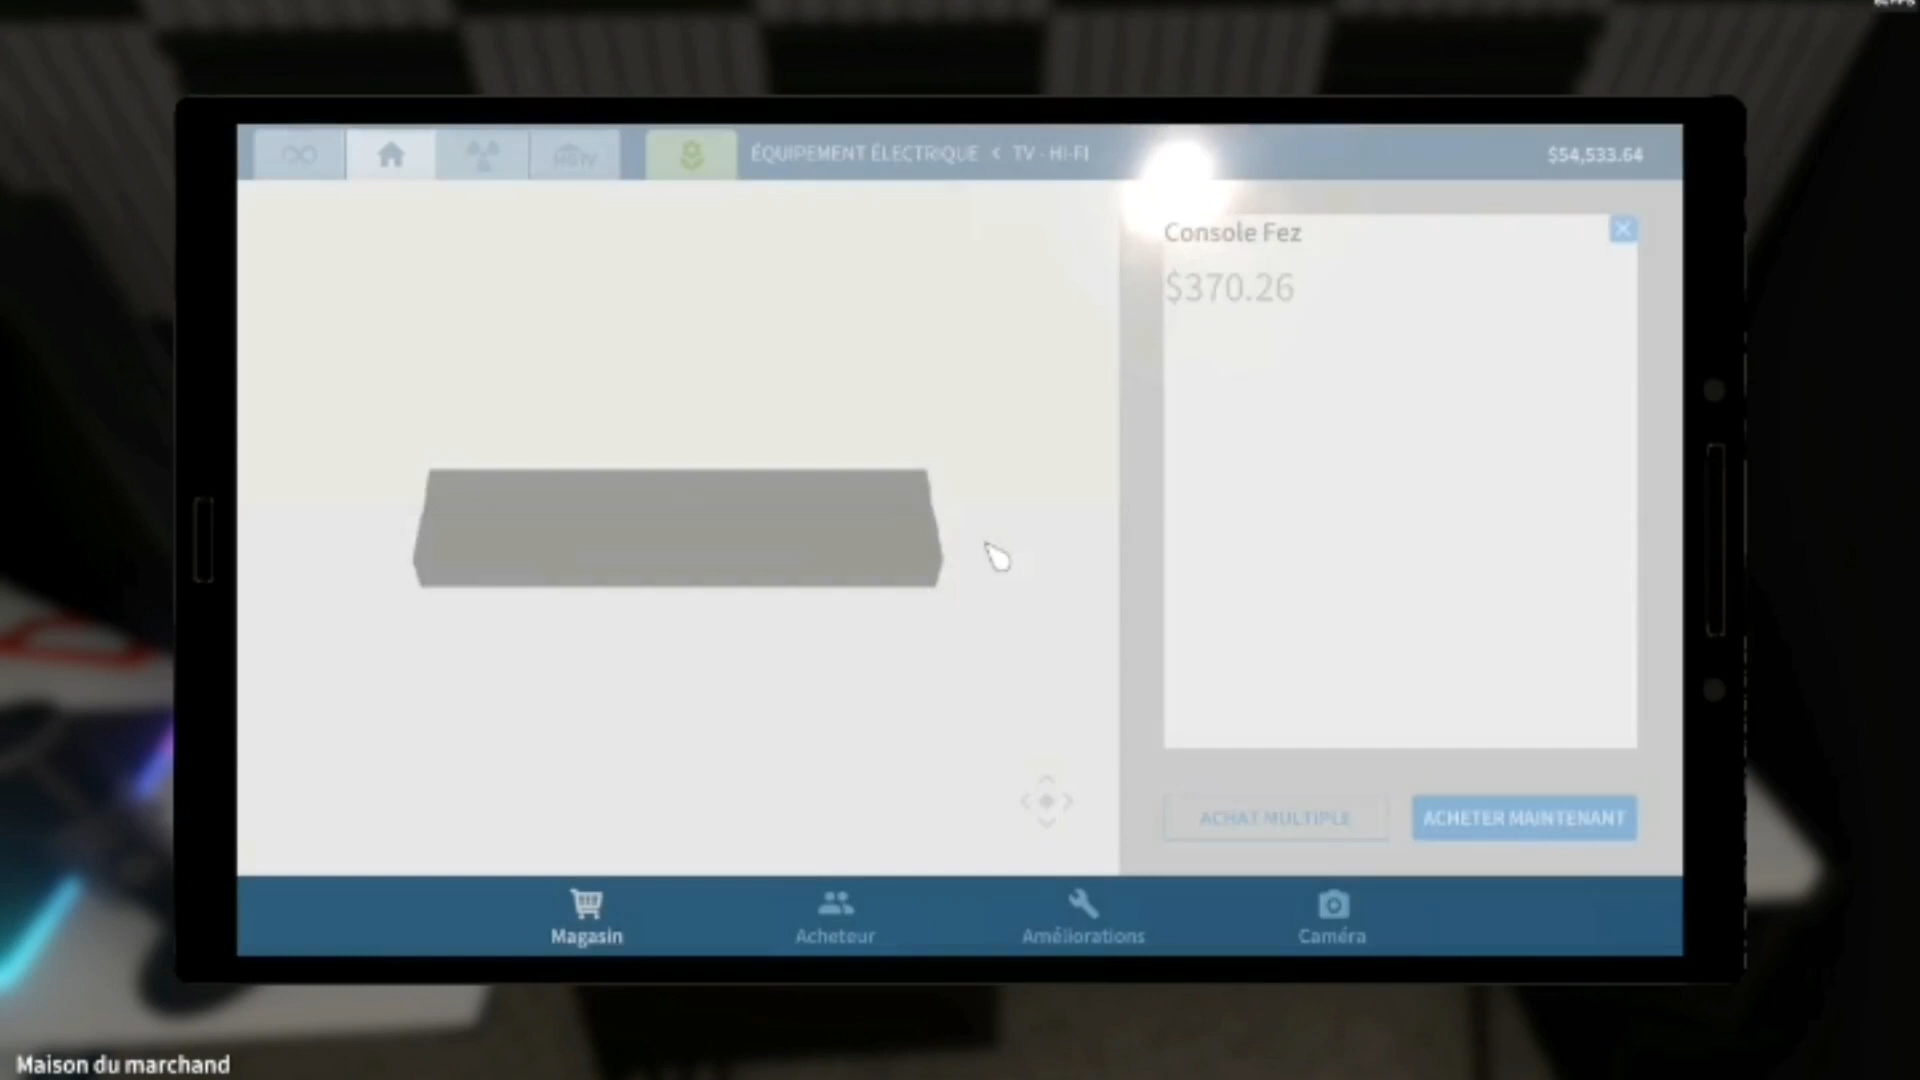 ÉQUIPEMENT ÉLECTRIQUE < TV - HI-FI
$54,533.64
Console Fez
$370.26
ACHAT MULTIPLE
ACHETER MAINTENANT
Magasin
Acheteur
Améliorations
Caméra
Maison du marchand